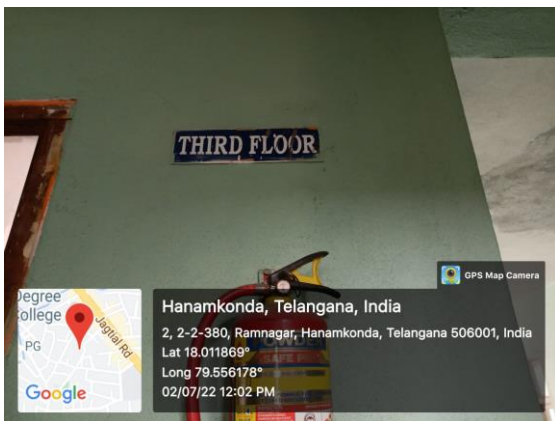 THIRD FLOOR
GPS Map Camera
Degree
College
PG
Jagtial Rd
Google
Hanamkonda, Telangana, India
2, 2-2-380, Ramnagar, Hanamkonda, Telangana 506001, India
Lat 18.011869°
Long 79.556178°
02/07/22 12:02 PM